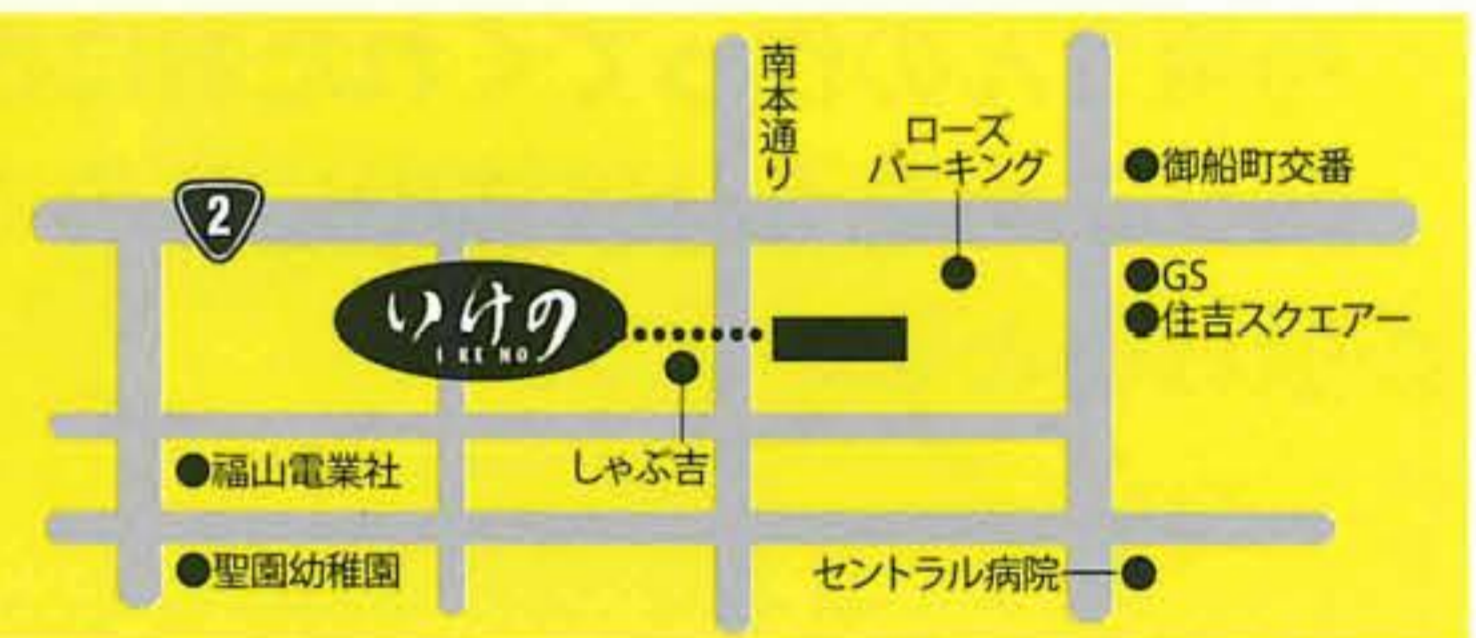 南本通り
ローズ
パーキング
●御船町交番
2
●GS
●住吉スクエアー
いけの
IKENO
しゃぶ吉
●福山電業社
●聖園幼稚園
セントラル病院